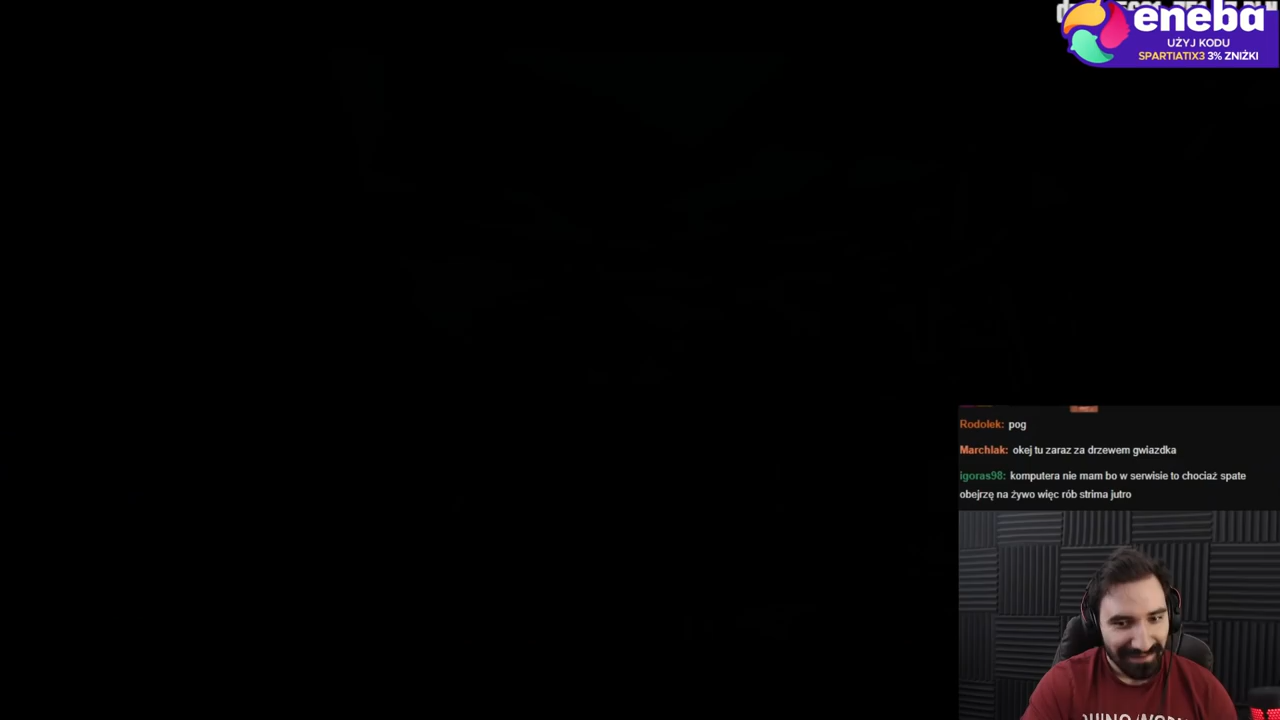 eneba
UŻYJ KODU
SPARTIATIX3 3% ZNIŻKI
Rodolek: pog
Marchlak: okej tu zaraz za drzewem gwiazdka
igoras98: komputera nie mam bo w serwisie to chociaż spate
obejrzę na żywo więc rób strima jutro